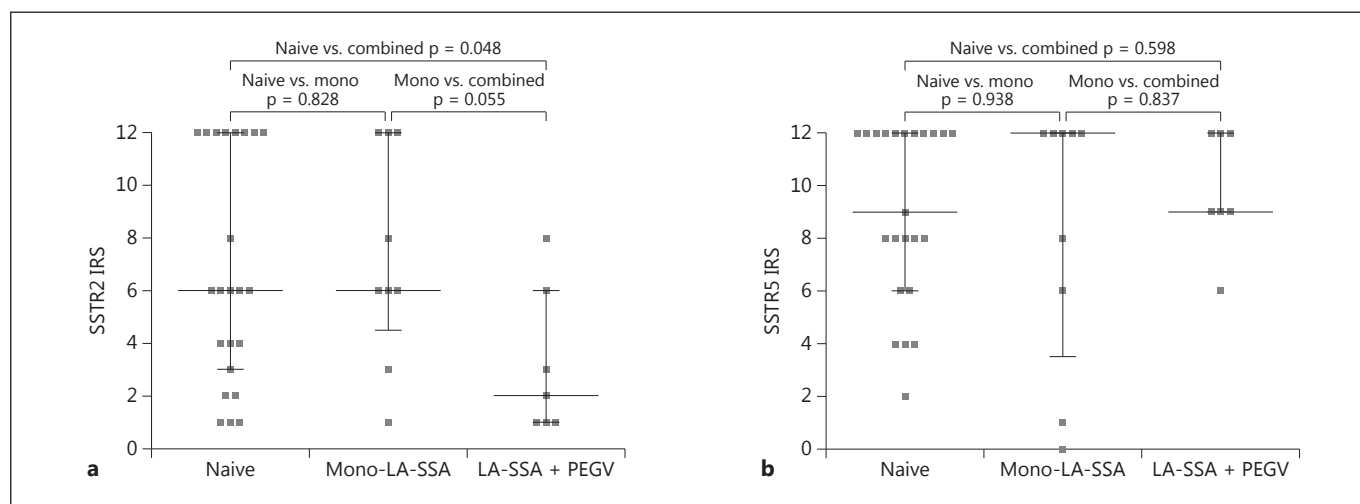 Naive vs. combined p = 0.048
Naive vs. mono
p = 0.828
Mono vs. combined
p = 0.055
SSTR2 IRS
12
10
8
6
4
2
0
Naive
Mono-LA-SSA
LA-SSA + PEGV
a
Naive vs. combined p = 0.598
Naive vs. mono
p = 0.938
Mono vs. combined
p = 0.837
SSTR5 IRS
12
10
8
6
4
2
0
Naive
Mono-LA-SSA
LA-SSA + PEGV
b